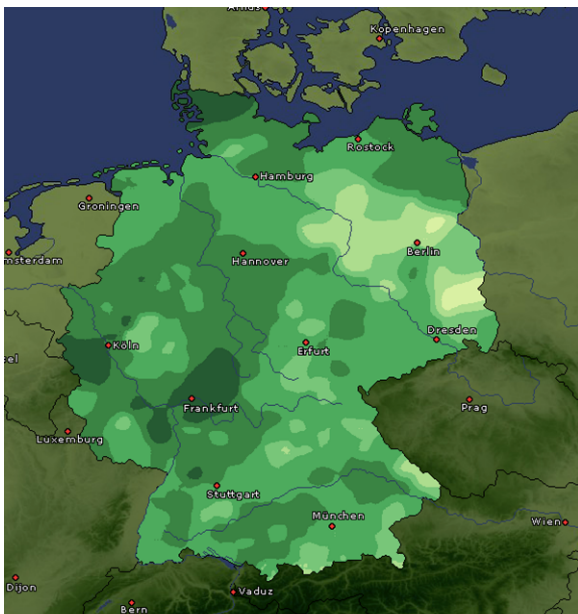 Kopenhagen
Rostock
Hamburg
Groningen
Berlin
msterdam
Hannover
Dresden
Köln
Erfurt
el
Frankfurt
Prag
Luxemburg
Stuttgart
München
Wien
Dijon
Vaduz
Bern